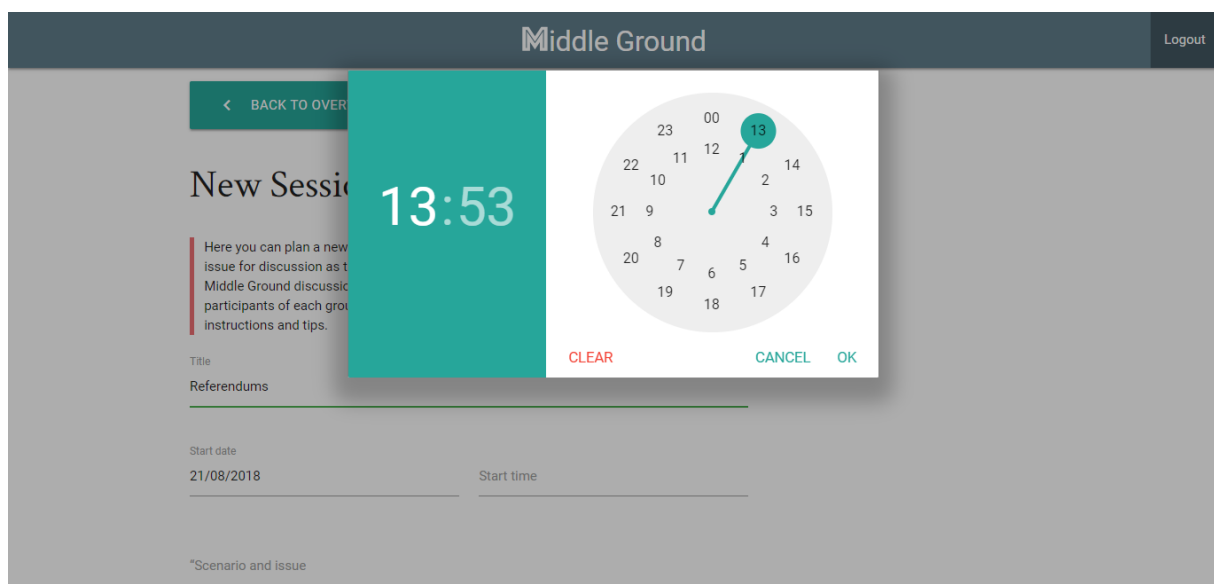 Middle Ground
Logout
BACK TO OVER
New Sessi
Here you can plan a new
issue for discussion as t
Middle Ground discussio
participants of each grou
instructions and tips.
Title
Referendums
Start date
21/08/2018
Start time
*Scenario and issue
13:53
00
23
13
12
11
1
22
14
10
2
21
9
3
15
8
4
20
16
7
5
6
19
17
18
CLEAR
CANCEL
OK